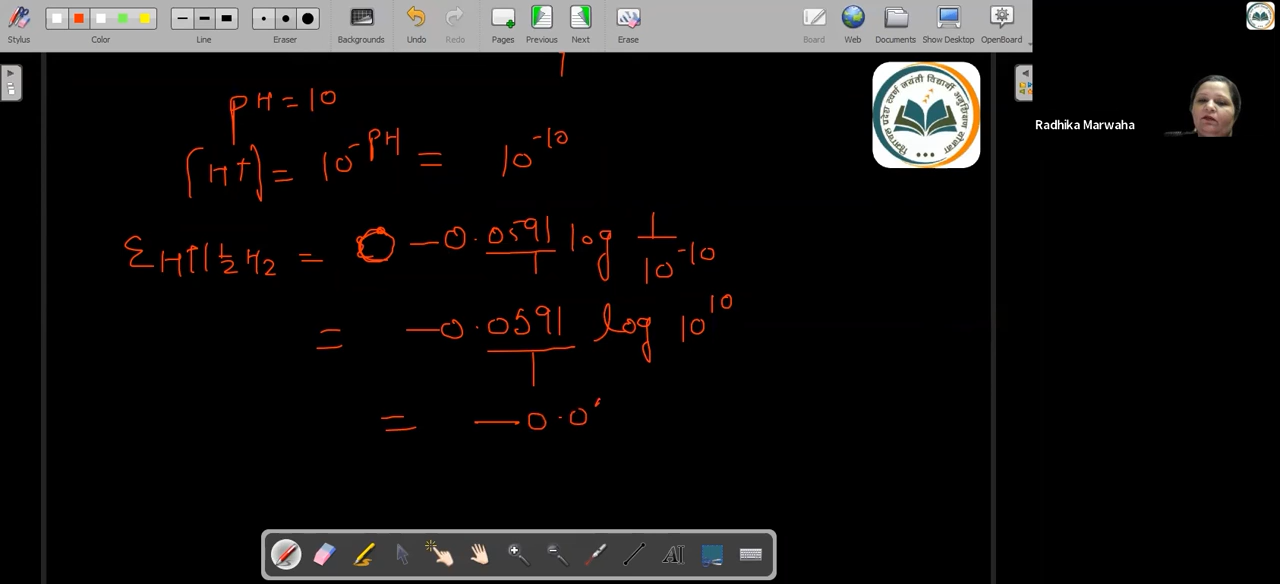 Stylus
Color
Line
Eraser
Backgrounds
Undo
Redo
Pages
Previous
Next
Erase
Board
Web
Documents
Show Desktop
OpenBoard
Radhika Marwaha
pH = 10
[H+] = 10^-pH = 10^-10
ƐH+|½H2 = 0 - 0.0591/1 log 1/10^-10
= -0.0591/1 log 10^10
= -0.0
AI